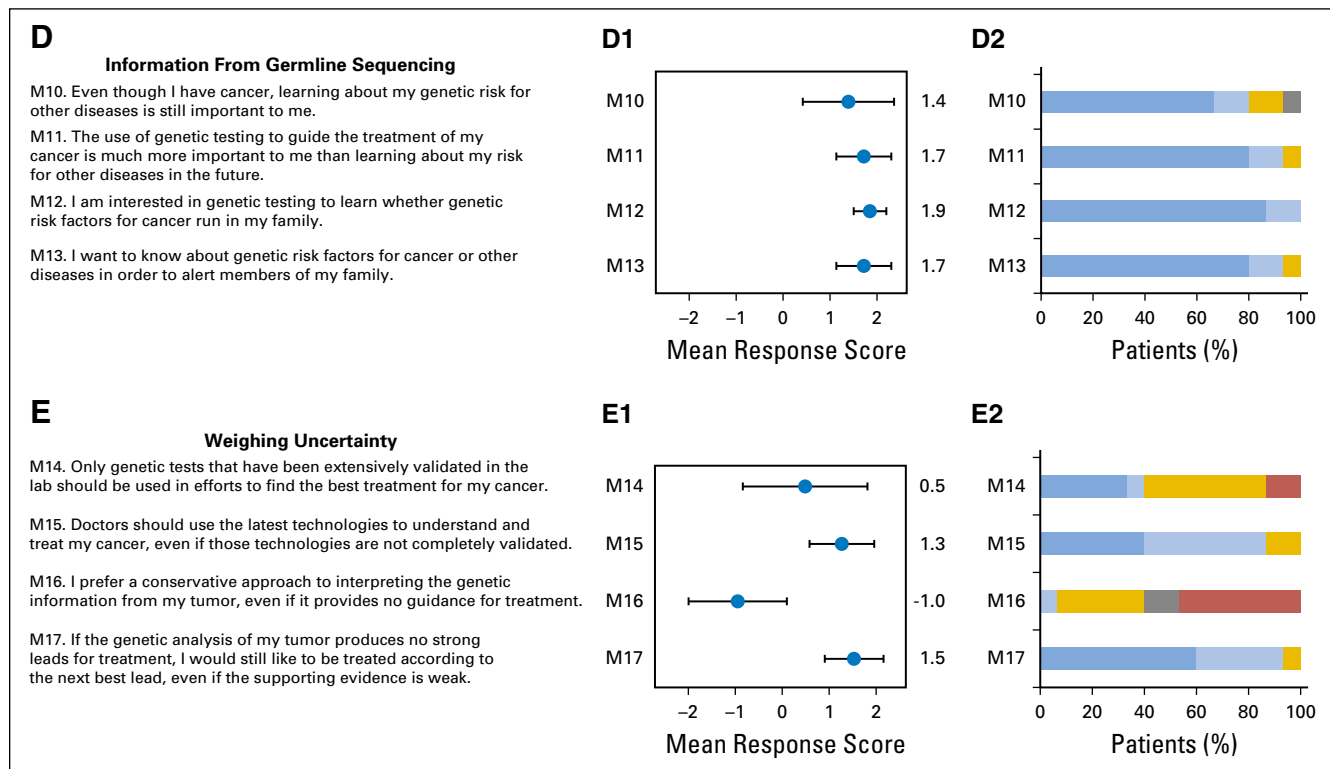 D
Information From Germline Sequencing
M10. Even though I have cancer, learning about my genetic risk for
other diseases is still important to me.
M11. The use of genetic testing to guide the treatment of my
cancer is much more important to me than learning about my risk
for other diseases in the future.
M12. I am interested in genetic testing to learn whether genetic
risk factors for cancer run in my family.
M13. I want to know about genetic risk factors for cancer or other
diseases in order to alert members of my family.
D1
M10 1.4
M11 1.7
M12 1.9
M13 1.7
−2 −1 0 1 2
Mean Response Score
D2
M10
M11
M12
M13
0 20 40 60 80 100
Patients (%)
E
Weighing Uncertainty
M14. Only genetic tests that have been extensively validated in the
lab should be used in efforts to find the best treatment for my cancer.
M15. Doctors should use the latest technologies to understand and
treat my cancer, even if those technologies are not completely validated.
M16. I prefer a conservative approach to interpreting the genetic
information from my tumor, even if it provides no guidance for treatment.
M17. If the genetic analysis of my tumor produces no strong
leads for treatment, I would still like to be treated according to
the next best lead, even if the supporting evidence is weak.
E1
M14 0.5
M15 1.3
M16 -1.0
M17 1.5
−2 −1 0 1 2
Mean Response Score
E2
M14
M15
M16
M17
0 20 40 60 80 100
Patients (%)